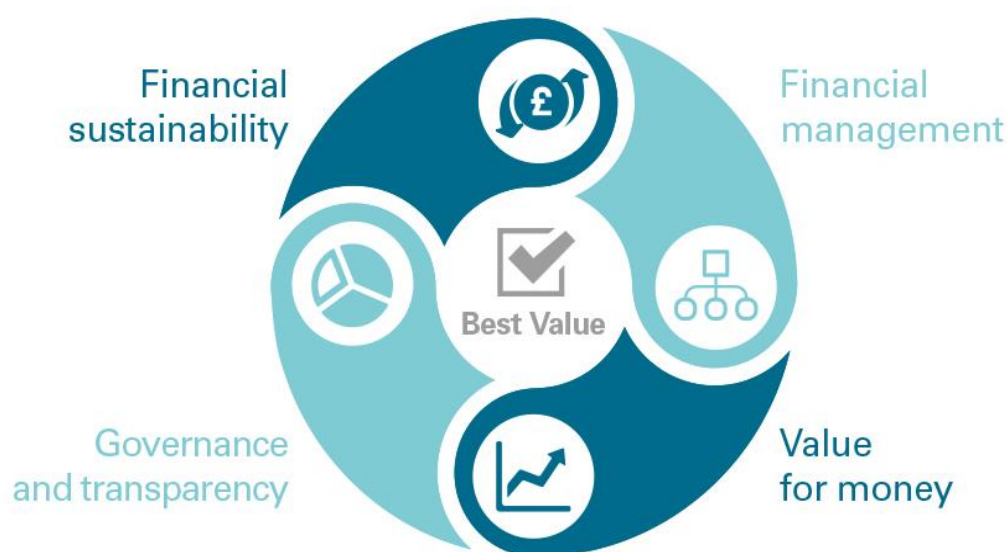 Financial
sustainability
Financial
management
£
Best Value
Governance
and transparency
Value
for money